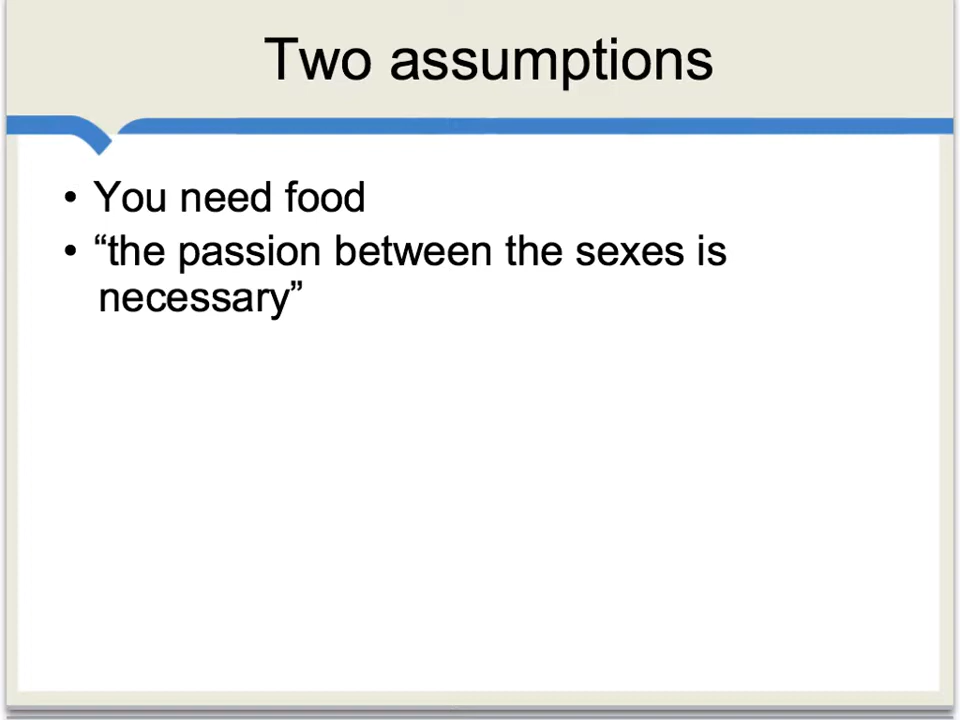 Two assumptions
• You need food
• “the passion between the sexes is
necessary”